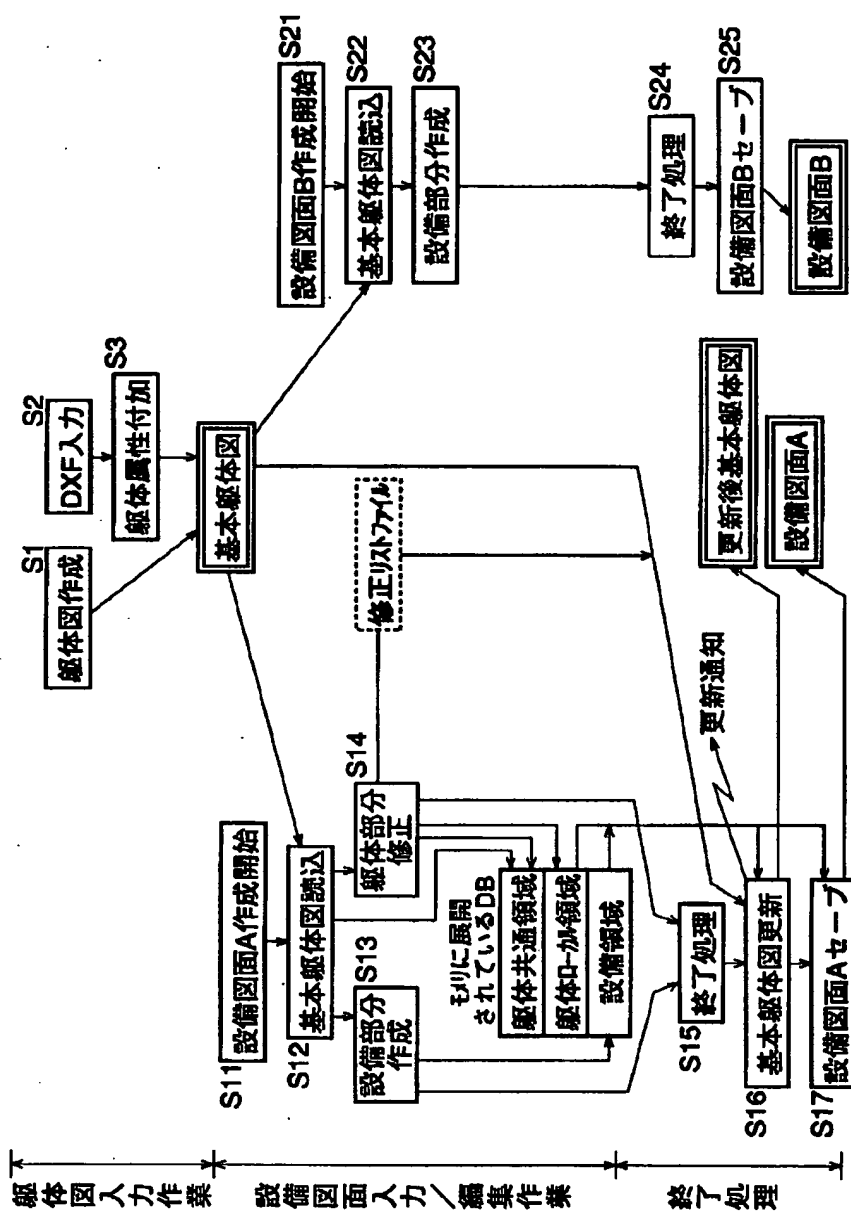 躯体図入力作業
設備図面入力／編集作業
終了処理
S1
躯体図作成
S2
DXF入力
S3
躯体属性付加
基本躯体図
S11
設備図面A作成開始
S12
基本躯体図読込
S13
設備部分
作成
S14
躯体部分
修正
修正リストファイル
メモリに展開
されているDB
躯体共通領域
躯体ローカル領域
設備領域
S15
終了処理
S16
基本躯体図更新
更新通知
S17
設備図面Aセーブ
更新後基本躯体図
設備図面A
S21
設備図面B作成開始
S22
基本躯体図読込
S23
設備部分作成
S24
終了処理
S25
設備図面Bセーブ
設備図面B